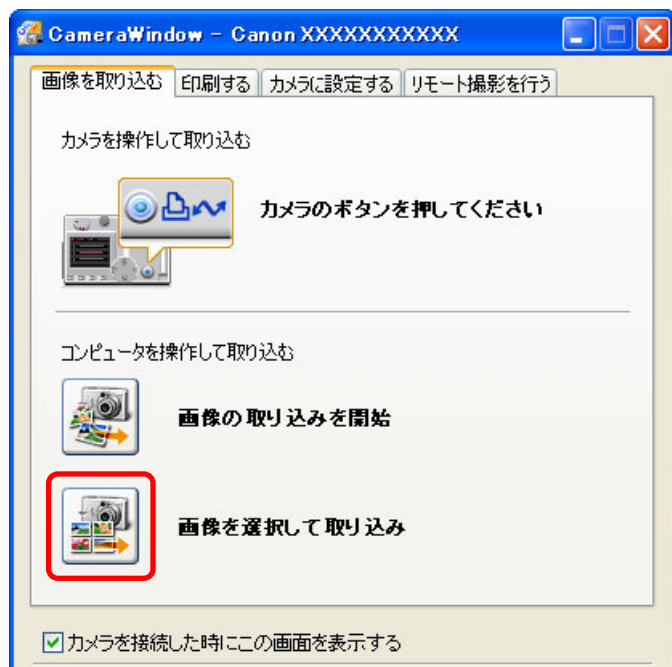 CameraWindow - Canon XXXXXXXXXXX
画像を取り込む 印刷する カメラに設定する リモート撮影を行う
カメラを操作して取り込む
カメラのボタンを押してください
コンピュータを操作して取り込む
画像の取り込みを開始
画像を選択して取り込み
カメラを接続した時にこの画面を表示する